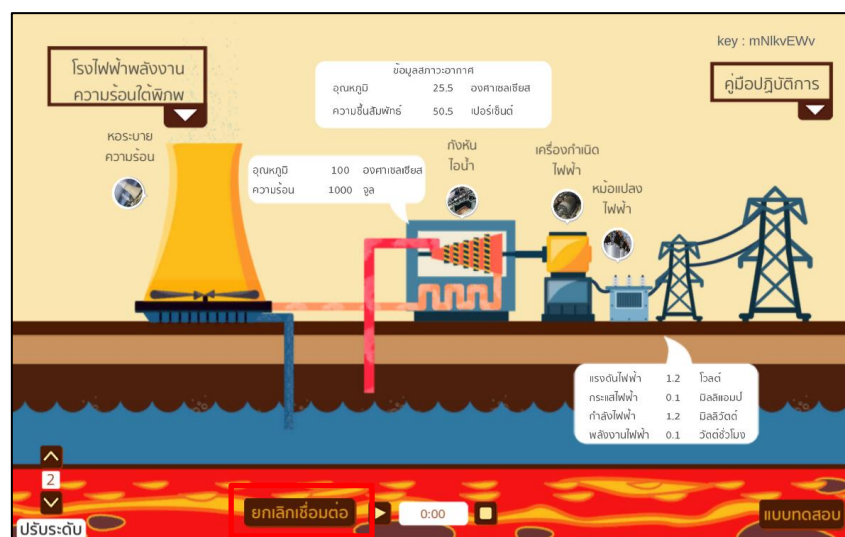 key : mNlkvEWv
โรงไฟฟ้าพลังงาน
ความร้อนใต้พิภพ
คู่มือปฏิบัติการ
ข้อมูลสภาวะอากาศ
อุณหภูมิ 25.5 องศาเซลเซียส
ความชื้นสัมพัทธ์ 50.5 เปอร์เซ็นต์
หอระบาย
ความร้อน
กังหัน
ไอน้ำ
เครื่องกำเนิด
ไฟฟ้า
หม้อแปลง
ไฟฟ้า
อุณหภูมิ 100 องศาเซลเซียส
ความร้อน 1000 จูล
แรงดันไฟฟ้า 1.2 โวลต์
กระแสไฟฟ้า 0.1 มิลลิแอมป์
กำลังไฟฟ้า 1.2 มิลลิวัตต์
พลังงานไฟฟ้า 0.1 วัตต์ชั่วโมง
2
ปรับระดับ
ยกเลิกเชื่อมต่อ
0:00
แบบทดสอบ